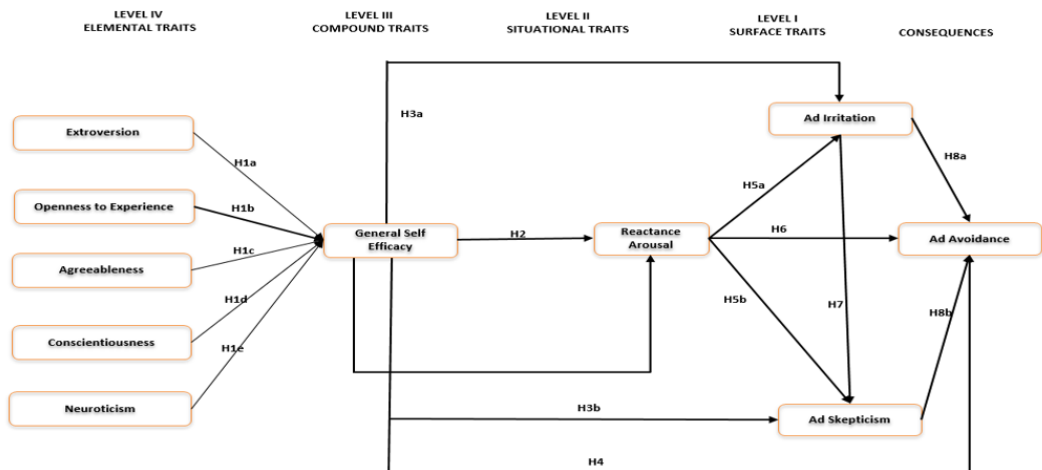 LEVEL IV
ELEMENTAL TRAITS
LEVEL III
COMPOUND TRAITS
LEVEL II
SITUATIONAL TRAITS
LEVEL I
SURFACE TRAITS
CONSEQUENCES
H3a
Ad Irritation
Extroversion
H1a
H8a
H5a
Openness to Experience
H1b
General Self
Efficacy
H2
Reactance
Arousal
H6
Ad Avoidance
H1c
Agreeableness
H1d
H5b
H7
H8b
Conscientiousness
H1e
Neuroticism
H3b
Ad Skepticism
H4